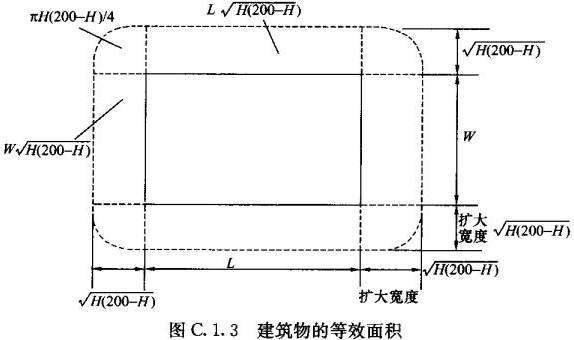 πH(200−H)/4
L √H(200−H)
√H(200−H)
W√H(200−H)
W
扩大
宽度
√H(200−H)
L
√H(200−H)
√H(200−H)
扩大宽度
图 C.1.3 建筑物的等效面积